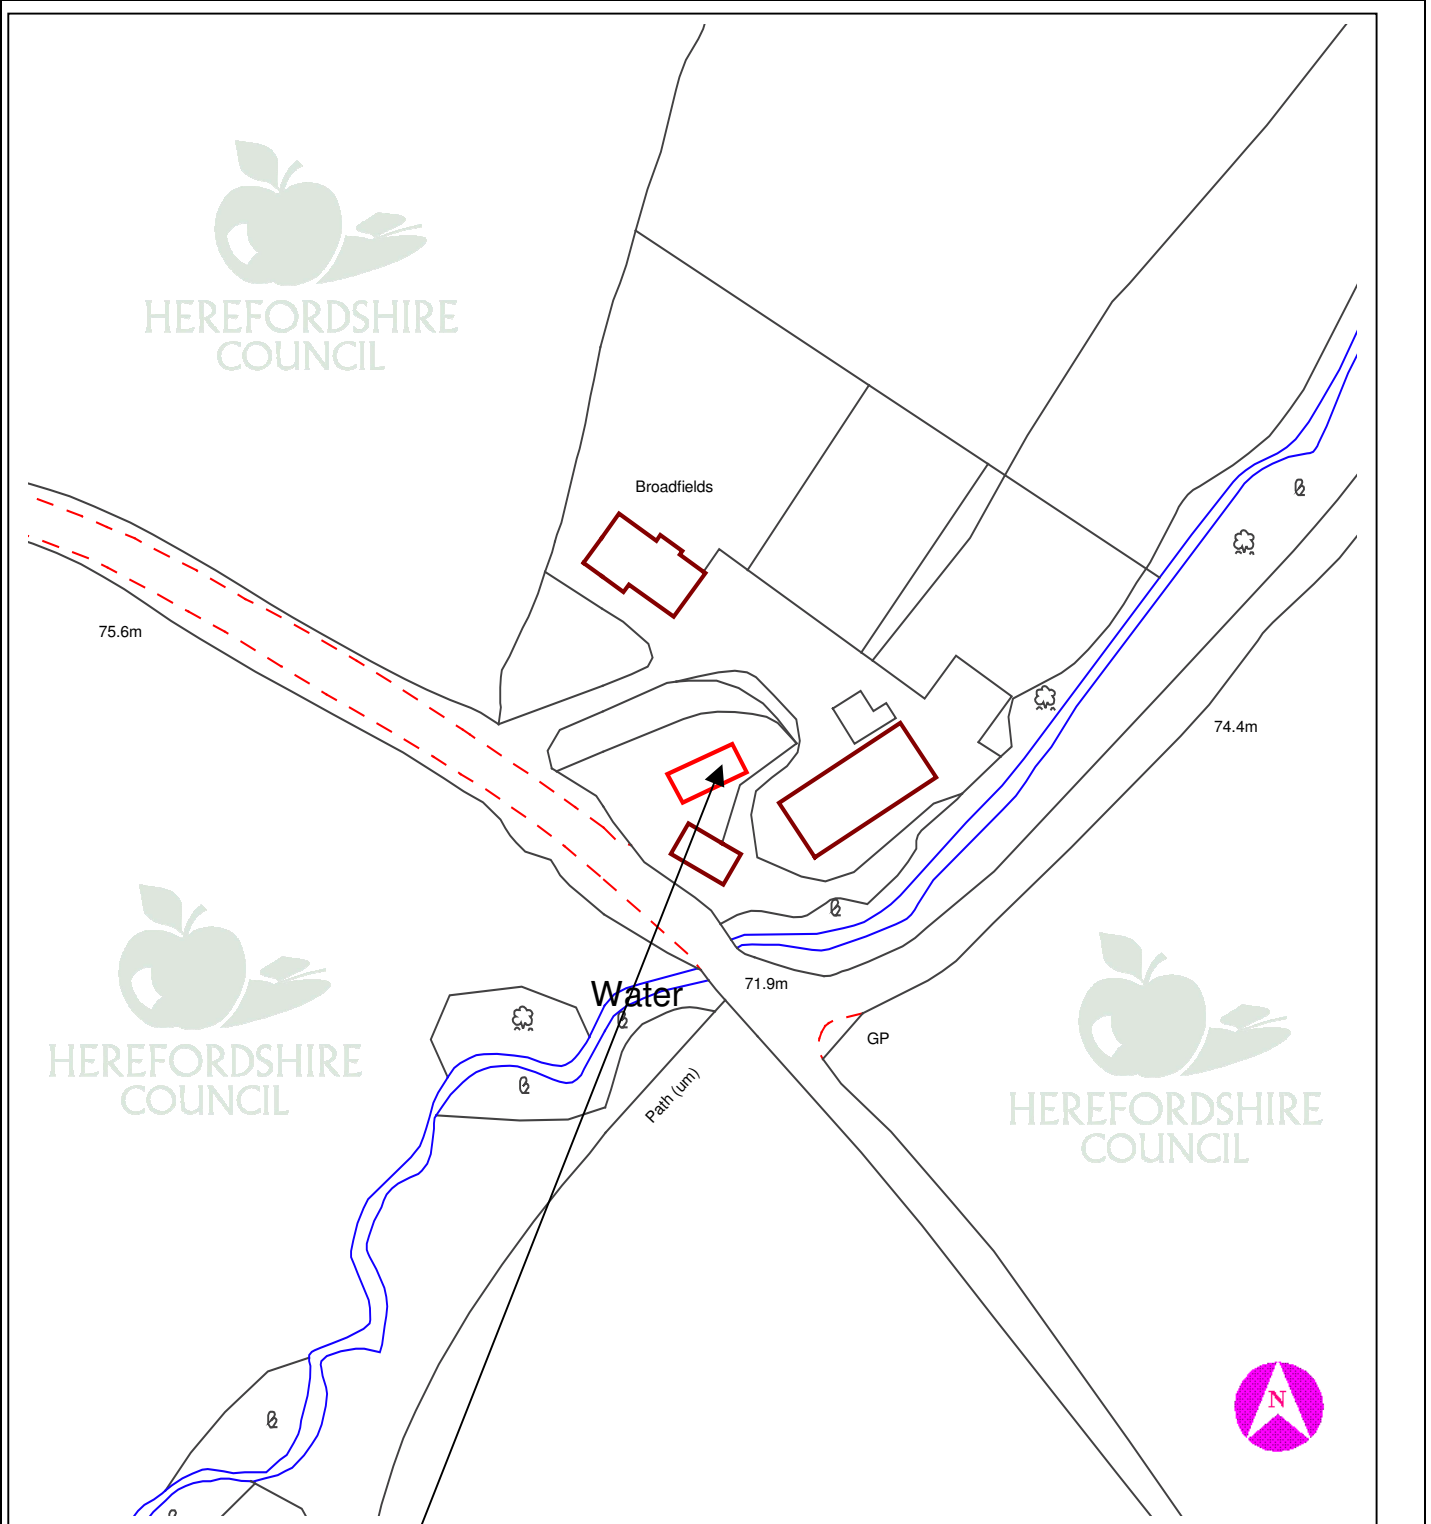 HEREFORDSHIRE
COUNCIL
Broadfields
75.6m
74.4m
Water
71.9m
GP
Path (um)
HEREFORDSHIRE
COUNCIL
HEREFORDSHIRE
COUNCIL
N